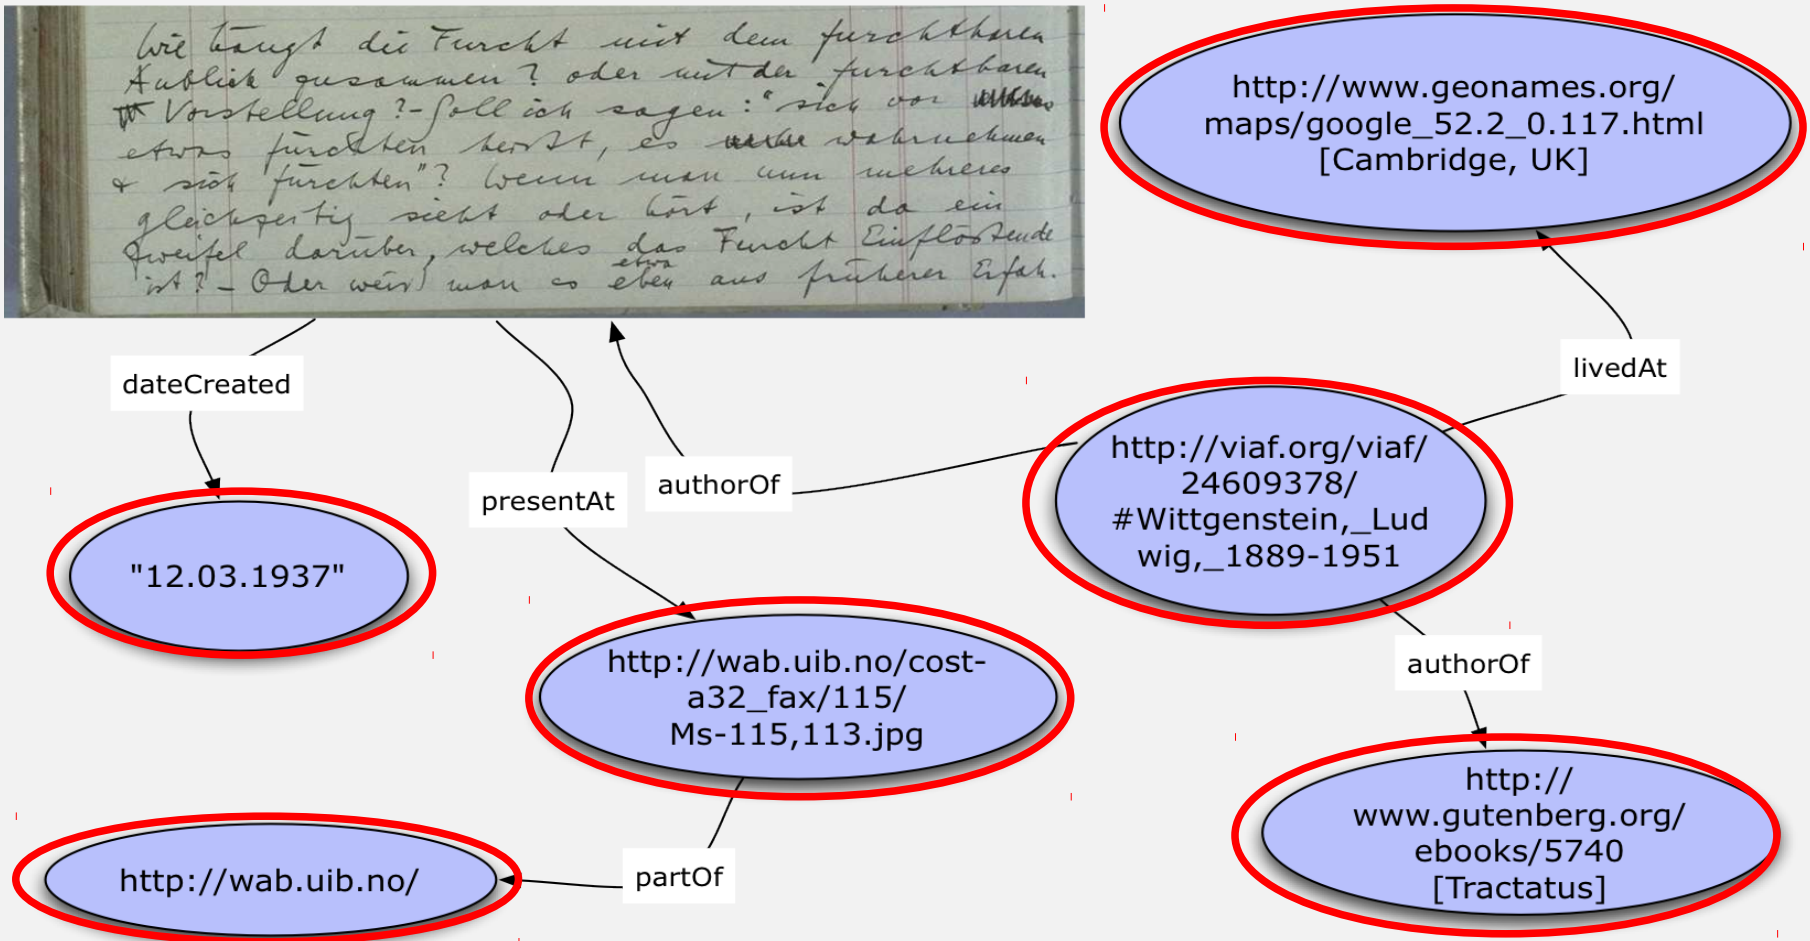 Wie hängt die Furcht mit dem furchtbaren
Anblick zusammen? oder mit der furchtbaren
Vorstellung? – Soll ich sagen: "sich vor
etwas fürchten heißt, es wahrnehmen
& sich fürchten"? Wenn man nun mehreres
gleichzeitig sieht oder hört, ist da ein
Zweifel darüber, welches das Furcht Einflößende
etwa
ist? – Oder weiß man es eben aus früherer Erfah-
http://www.geonames.org/
maps/google_52.2_0.117.html
[Cambridge, UK]
livedAt
dateCreated
presentAt
authorOf
http://viaf.org/viaf/
24609378/
#Wittgenstein,_Lud
wig,_1889-1951
"12.03.1937"
http://wab.uib.no/cost-
a32_fax/115/
Ms-115,113.jpg
authorOf
http://
www.gutenberg.org/
ebooks/5740
[Tractatus]
partOf
http://wab.uib.no/